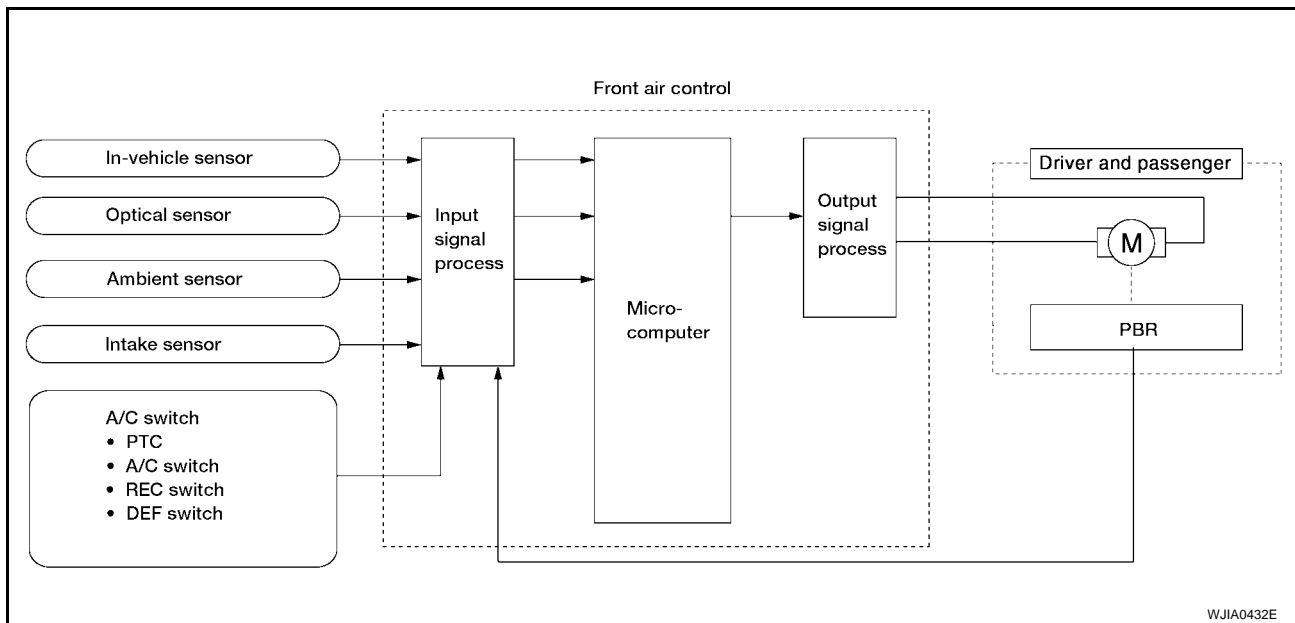 Front air control
In-vehicle sensor
Optical sensor
Ambient sensor
Intake sensor
A/C switch
• PTC
• A/C switch
• REC switch
• DEF switch
Input
signal
process
Micro-
computer
Output
signal
process
Driver and passenger
M
PBR
WJIA0432E